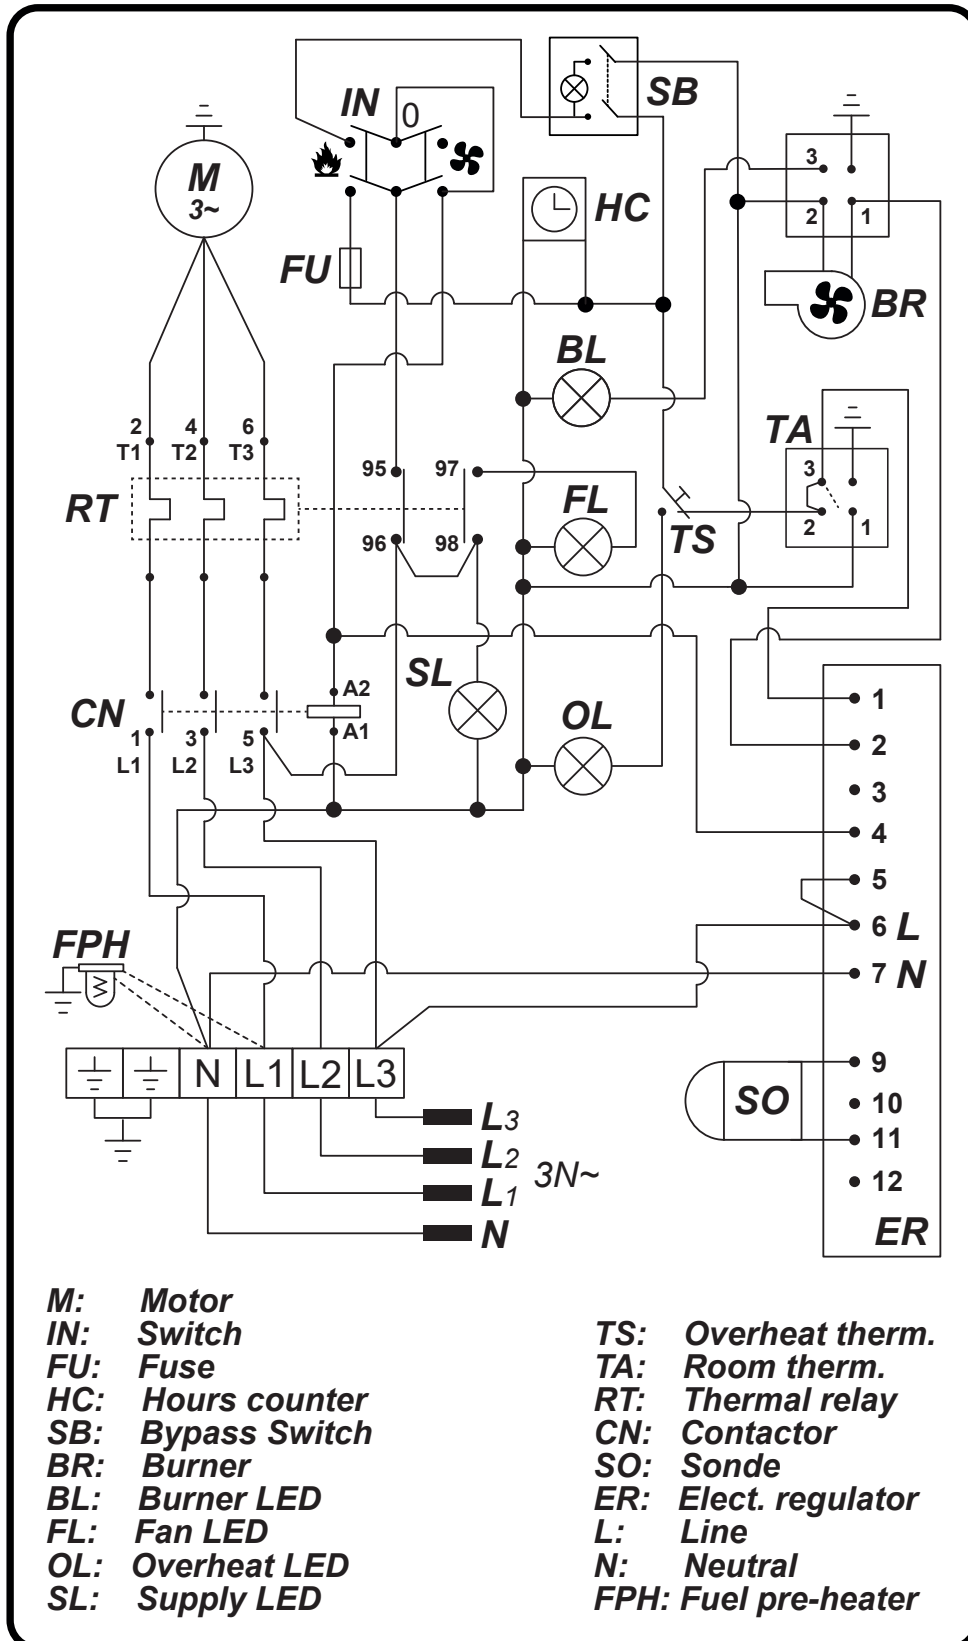 IN 0 SB
M
3~
HC
3
2 1
FU
BR
BL
TA
2 4 6
T1 T2 T3
95 97
3
RT
FL
96 98
TS
2 1
SL
A2
CN
OL
1
A1
1 3 5
L1 L2 L3
2
3
4
5
6 L
FPH
7 N
N L1 L2 L3
9
SO
10
L3
11
L2
3N~
L1
12
N
ER
M: Motor
IN: Switch
FU: Fuse
HC: Hours counter
SB: Bypass Switch
BR: Burner
BL: Burner LED
FL: Fan LED
OL: Overheat LED
SL: Supply LED
TS: Overheat therm.
TA: Room therm.
RT: Thermal relay
CN: Contactor
SO: Sonde
ER: Elect. regulator
L: Line
N: Neutral
FPH: Fuel pre-heater